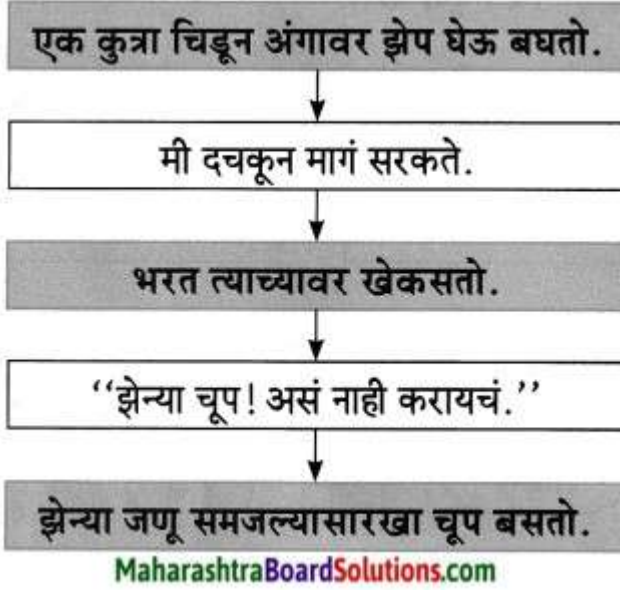 एक कुत्रा चिडून अंगावर झेप घेऊ बघतो.
मी दचकून मागं सरकते.
भरत त्याच्यावर खेकसतो.
‘‘झेन्या चूप! असं नाही करायचं.’’
झेन्या जणू समजल्यासारखा चूप बसतो.
MaharashtraBoardSolutions.com